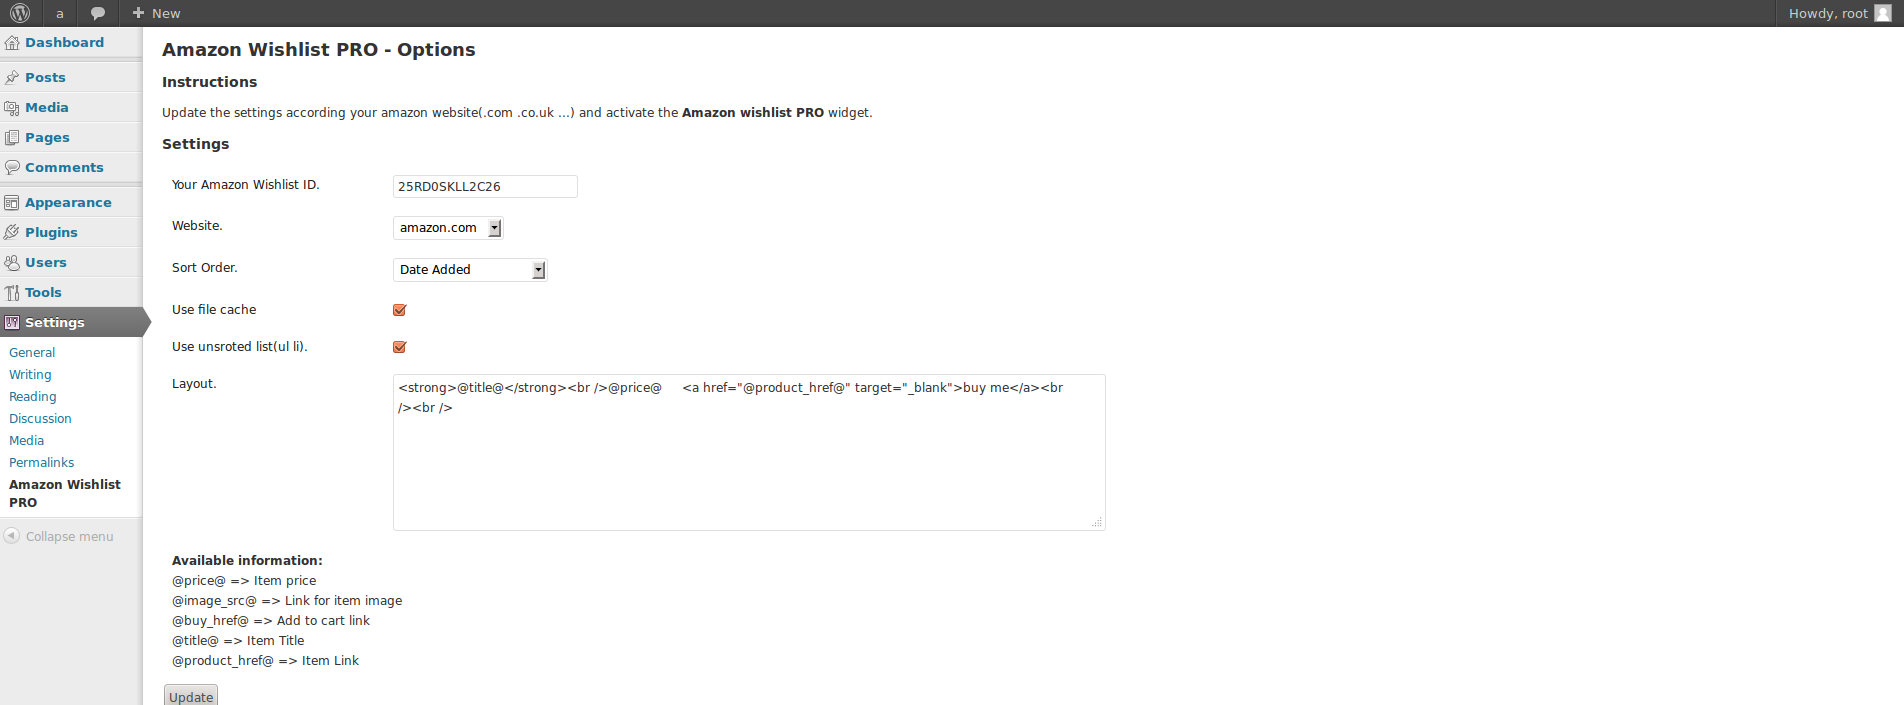 a
New
Howdy, root
Dashboard
Posts
Media
Pages
Comments
Appearance
Plugins
Users
Tools
Settings
General
Writing
Reading
Discussion
Media
Permalinks
Amazon Wishlist
PRO
Collapse menu
Amazon Wishlist PRO - Options
Instructions
Update the settings according your amazon website(.com .co.uk ...) and activate the Amazon wishlist PRO widget.
Settings
Your Amazon Wishlist ID.
25RD0SKLL2C26
Website.
amazon.com
Sort Order.
Date Added
Use file cache
Use unsroted list(ul li).
Layout.
<strong>@title@</strong><br />@price@ <a href="@product_href@" target="_blank">buy me</a><br
/><br />
Available information:
@price@ => Item price
@image_src@ => Link for item image
@buy_href@ => Add to cart link
@title@ => Item Title
@product_href@ => Item Link
Update